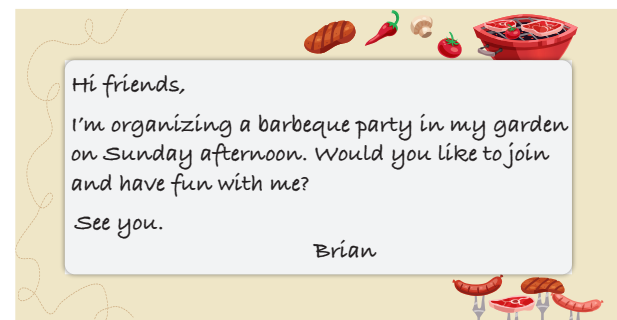 Hi friends,
I'm organizing a barbeque party in my garden
on Sunday afternoon. Would you like to join
and have fun with me?
See you.
Brian